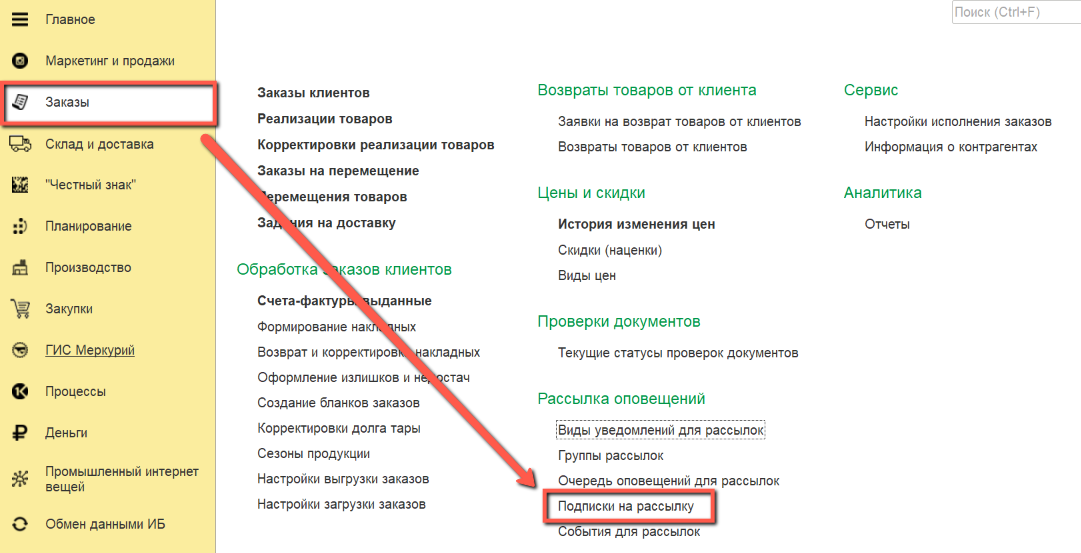 Главное
Маркетинг и продажи
Заказы
Склад и доставка
"Честный знак"
Планирование
Производство
Закупки
ГИС Меркурий
Процессы
Деньги
Промышленный интернет
вещей
Обмен данными ИБ
Поиск (Ctrl+F)
Заказы клиентов
Реализации товаров
Корректировки реализации товаров
Заказы на перемещение
Перемещения товаров
Задания на доставку
Обработка заказов клиентов
Счета-фактуры выданные
Формирование накладных
Возврат и корректировка накладных
Оформление излишков и недостач
Создание бланков заказов
Корректировки долга тары
Сезоны продукции
Настройки выгрузки заказов
Настройки загрузки заказов
Возвраты товаров от клиента
Заявки на возврат товаров от клиентов
Возвраты товаров от клиентов
Цены и скидки
История изменения цен
Скидки (наценки)
Виды цен
Проверки документов
Текущие статусы проверок документов
Рассылка оповещений
Виды уведомлений для рассылок
Группы рассылок
Очередь оповещений для рассылок
Подписки на рассылку
События для рассылок
Сервис
Настройки исполнения заказов
Информация о контрагентах
Аналитика
Отчеты